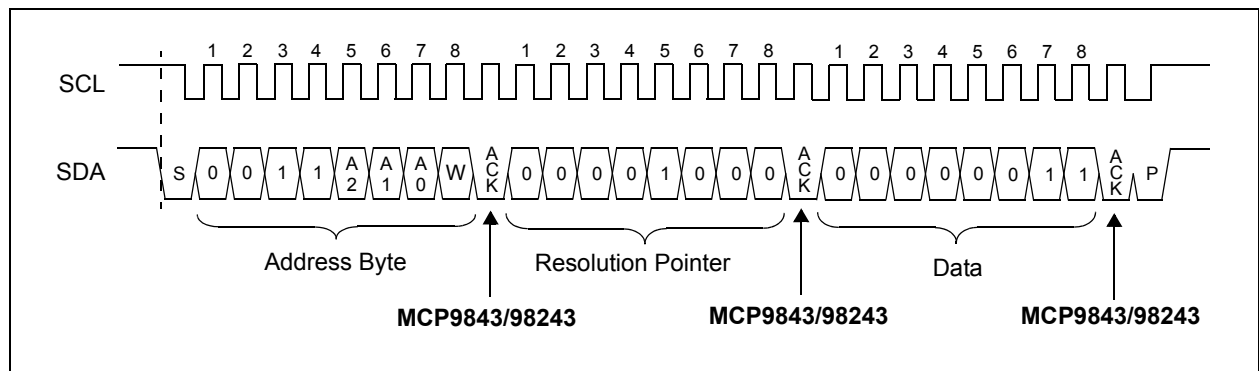 1 2 3 4 5 6 7 8 1 2 3 4 5 6 7 8 1 2 3 4 5 6 7 8
SCL
SDA S 0 0 1 1 A2 A1 A0 W ACK 0 0 0 0 1 0 0 0 ACK 0 0 0 0 0 0 1 1 ACK P
Address Byte Resolution Pointer Data
MCP9843/98243 MCP9843/98243 MCP9843/98243